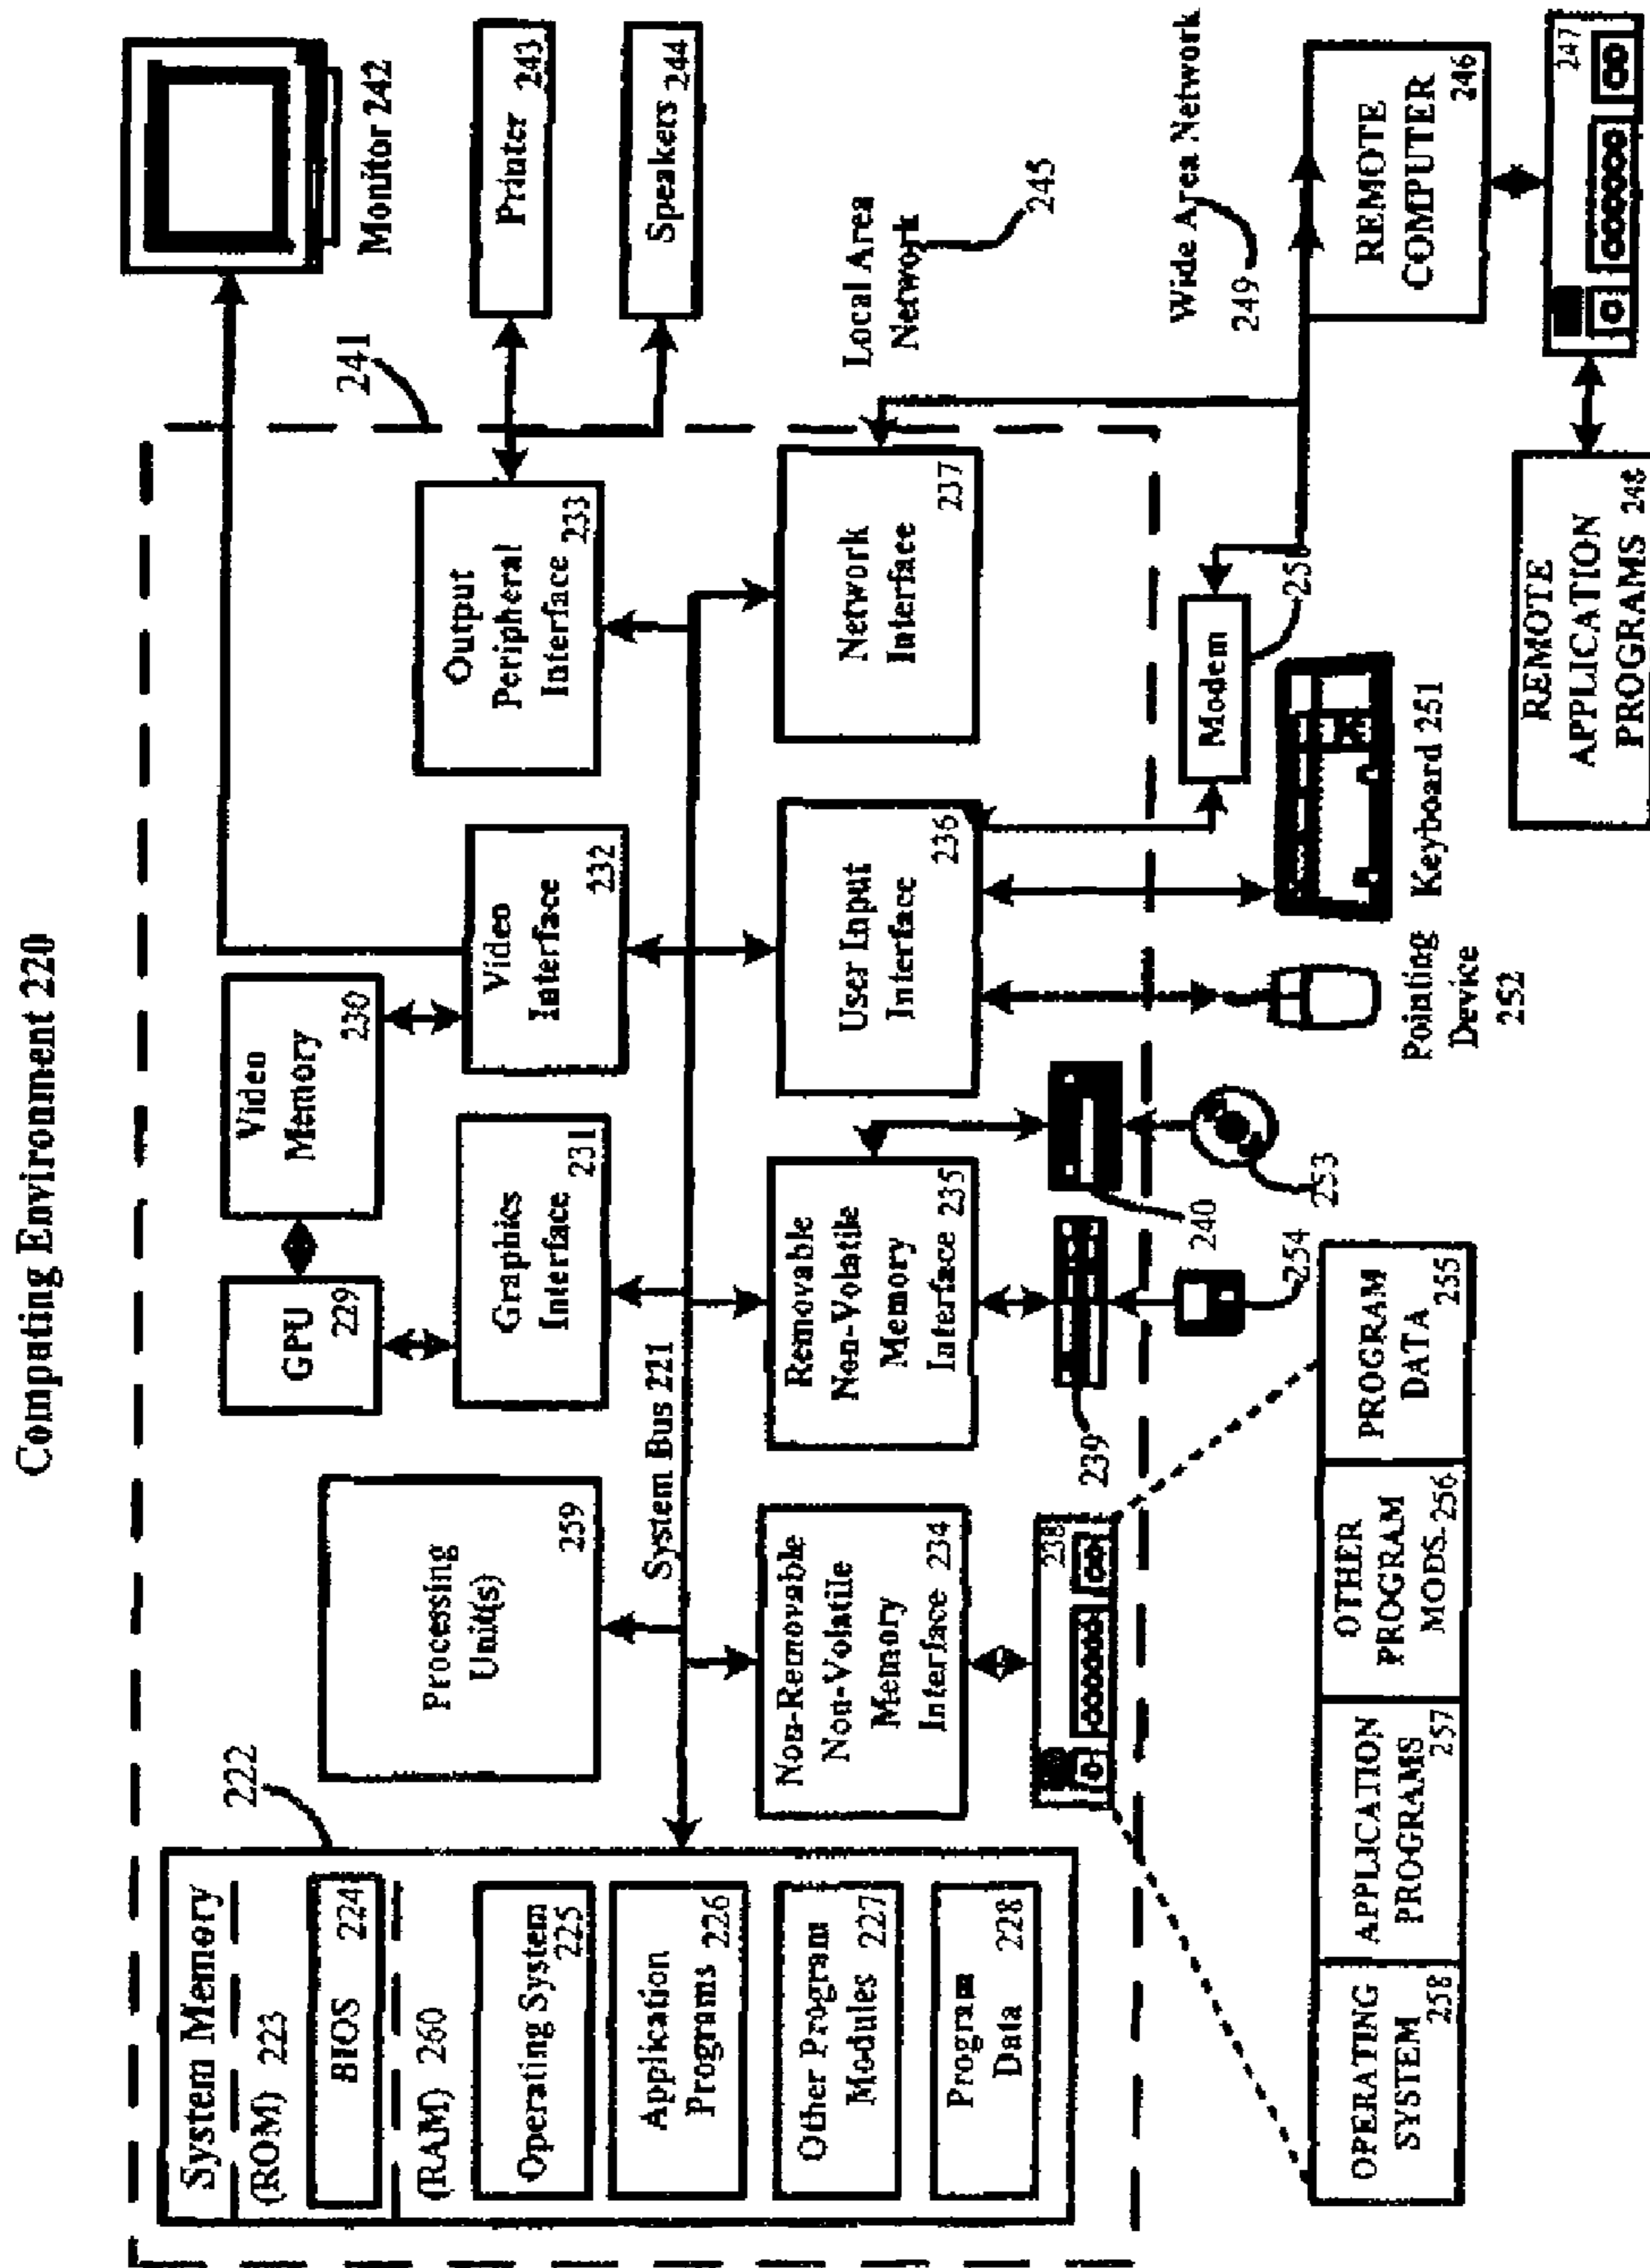 Computing Environment 220
System Memory
222
(ROM) 223
BIOS 224
(RAM) 260
Operating System
225
Application
Programs 226
Other Program
Modules 227
Program
Data 228
Processing
Unit(s)
259
GPU
229
Video
Memory
230
Graphics
Interface
231
Video
Interface
232
Output
Peripheral
Interface 233
241
Monitor 242
Printer 243
Speakers 244
System Bus 221
Non-Removable
Non-Volatile
Memory
Interface 234
Removable
Non-Volatile
Memory
Interface 235
User Input
Interface
236
Network
Interface
237
Local Area
Network
245
238
239
240
254
253
Pointing
Device
252
Keyboard 251
Modem
Wide Area Network
249
REMOTE
COMPUTER
246
247
REMOTE
APPLICATION
PROGRAMS
OPERATING
SYSTEM
258
APPLICATION
PROGRAMS
257
OTHER
PROGRAM
MODS. 256
PROGRAM
DATA
255